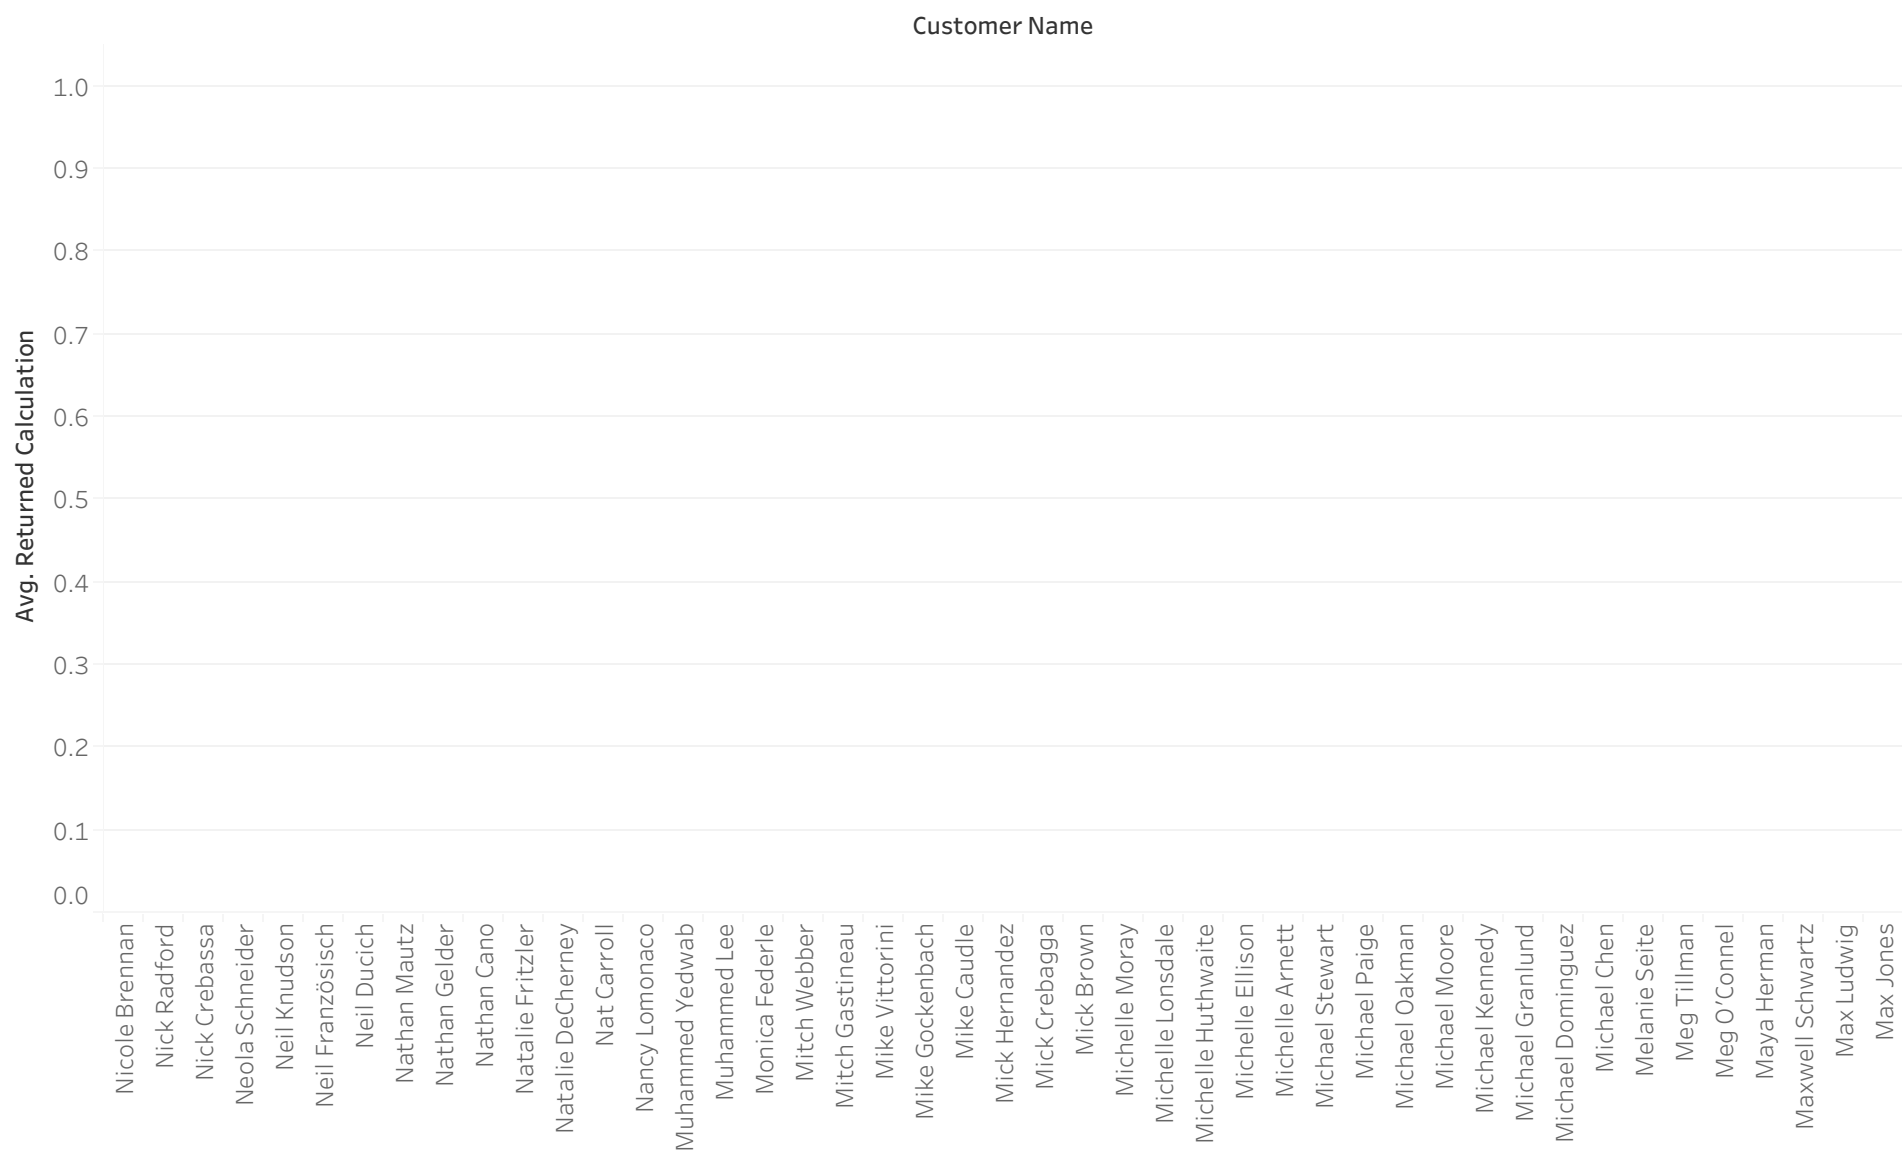 Customer Name
Avg. Returned Calculation
1.0
0.9
0.8
0.7
0.6
0.5
0.4
0.3
0.2
0.1
0.0
Nicole Brennan
Nick Radford
Nick Crebassa
Neola Schneider
Neil Knudson
Neil Französisch
Neil Ducich
Nathan Mautz
Nathan Gelder
Nathan Cano
Natalie Fritzler
Natalie DeCherney
Nat Carroll
Nancy Lomonaco
Muhammed Yedwab
Muhammed Lee
Monica Federle
Mitch Webber
Mitch Gastineau
Mike Vittorini
Mike Gockenbach
Mike Caudle
Mick Hernandez
Mick Crebagga
Mick Brown
Michelle Moray
Michelle Lonsdale
Michelle Huthwaite
Michelle Ellison
Michelle Arnett
Michael Stewart
Michael Paige
Michael Oakman
Michael Moore
Michael Kennedy
Michael Granlund
Michael Dominguez
Michael Chen
Melanie Seite
Meg Tillman
Meg O’Connel
Maya Herman
Maxwell Schwartz
Max Ludwig
Max Jones